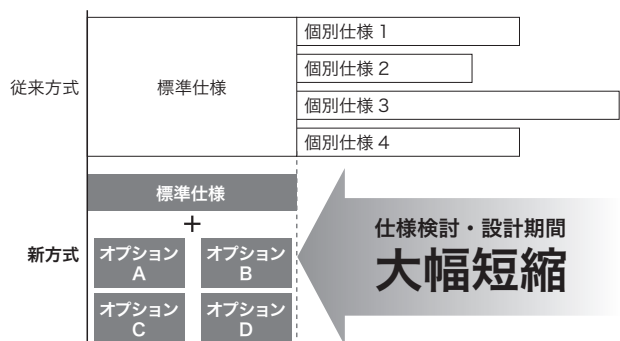 従来方式
標準仕様
個別仕様 1
個別仕様 2
個別仕様 3
個別仕様 4
新方式
標準仕様
+
オプション
A
オプション
B
オプション
C
オプション
D
仕様検討・設計期間
大幅短縮